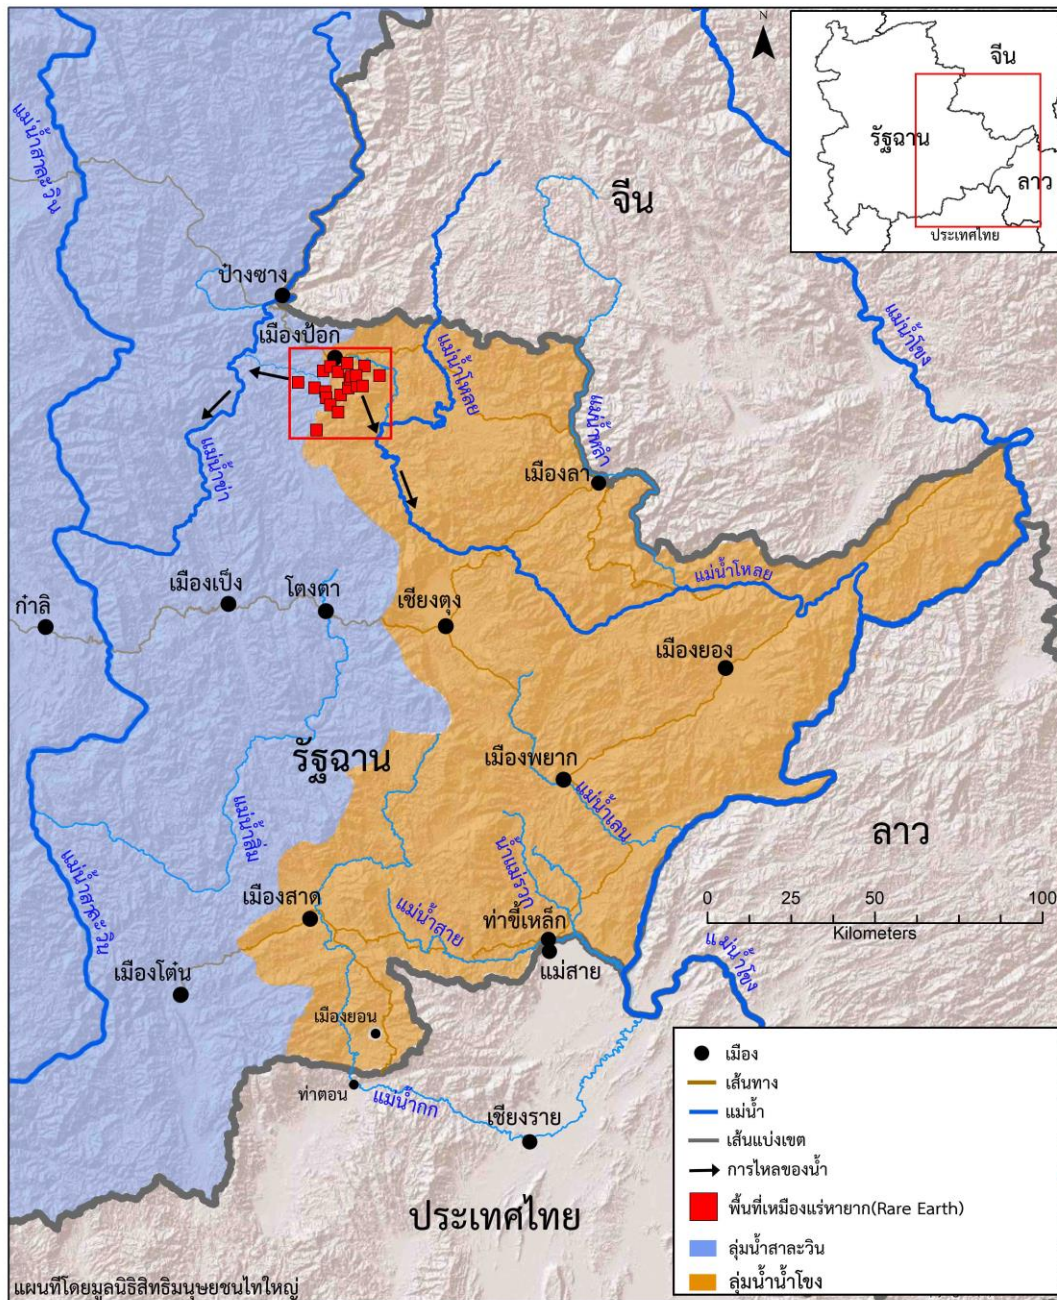 N
จีน
รัฐฉาน
ลาว
ประเทศไทย
แม่น้ำสาละวิน
จีน
แม่น้ำโขง
ป๋างซาง
เมืองป้อก
แม่น้ำโหลย
แม่น้ำหลำ
แม่น้ำข่า
เมืองลา
แม่น้ำโหลย
เมืองเป็ง
โตงตา
เชียงตุง
ก๋าลิ
เมืองยอง
รัฐฉาน
เมืองพยาก
แม่น้ำเลน
แม่น้ำสิ่ม
ลาว
น้ำแม่รวก
แม่น้ำสาละวิน
เมืองสาด
แม่น้ำสาย
ท่าขี้เหล็ก
แม่สาย
0 25 50 100
Kilometers
แม่น้ำโขง
เมืองโต๋น
เมืองยอน
ท่าตอน
แม่น้ำกก
เชียงราย
ประเทศไทย
เมือง
เส้นทาง
แม่น้ำ
เส้นแบ่งเขต
การไหลของน้ำ
พื้นที่เหมืองแร่หายาก(Rare Earth)
ลุ่มน้ำสาละวิน
ลุ่มน้ำน้ำโขง
แผนที่โดยมูลนิธิสิทธิมนุษยชนไทใหญ่